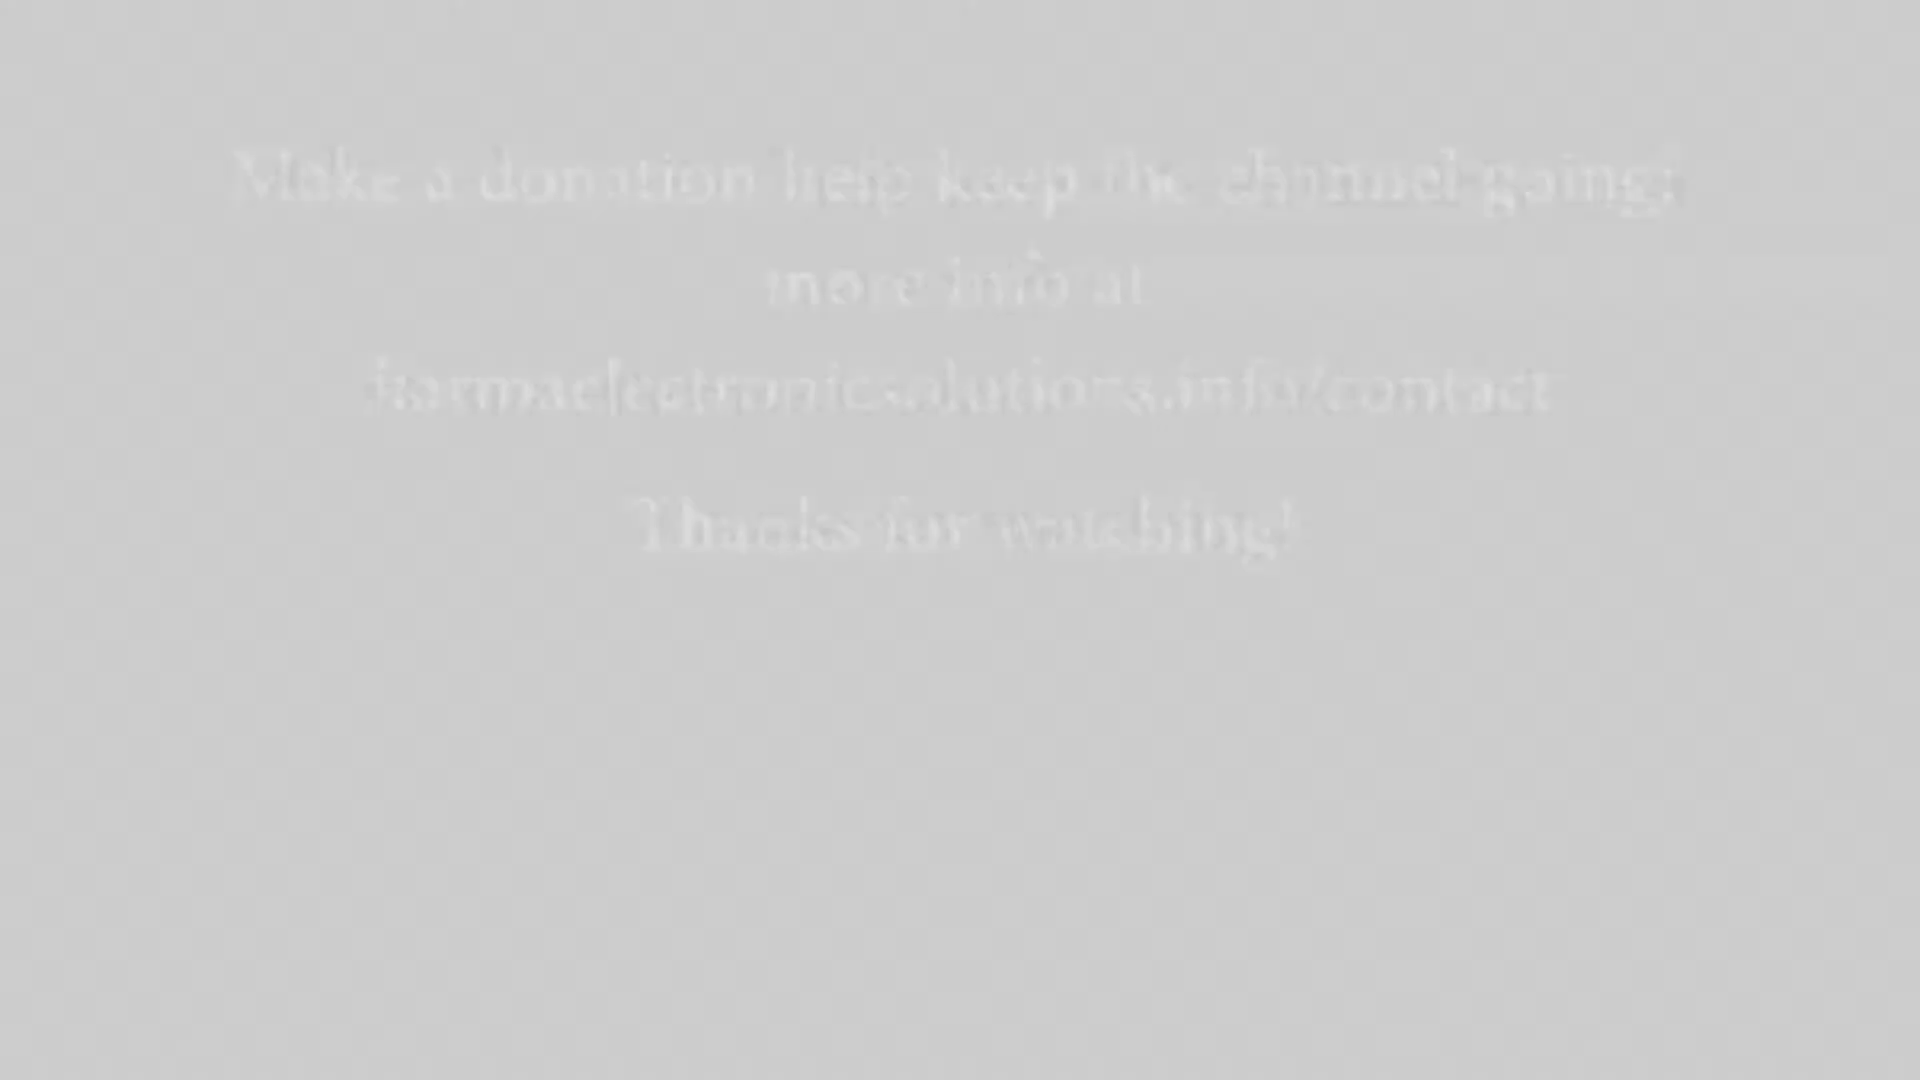 Make a donation help keep the channel going;
more info at
karmaelectronicsolutions.info/contact
Thanks for watching!